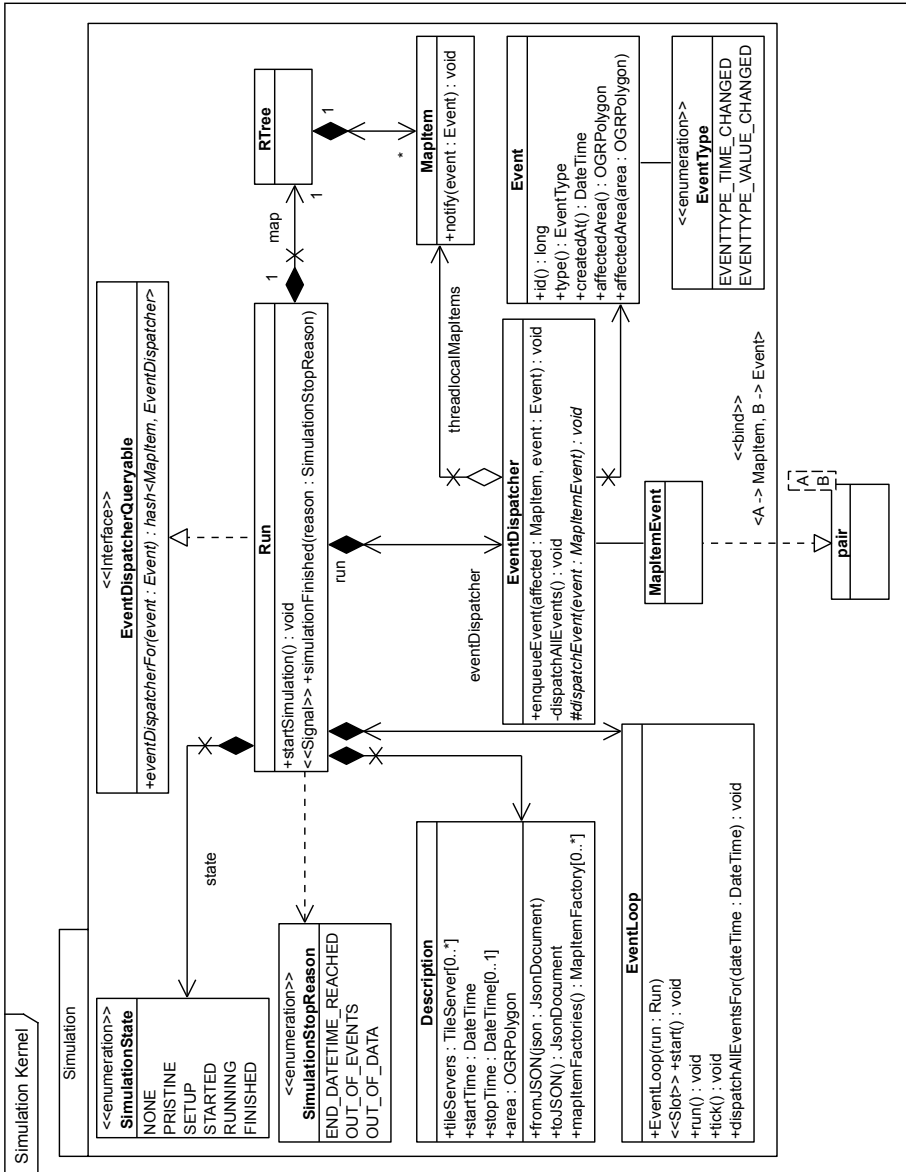 Simulation Kernel
Simulation
<<enumeration>>
SimulationState
NONE
PRISTINE
SETUP
STARTED
RUNNING
FINISHED
state
<<Interface>>
EventDispatcherQueryable
+eventDispatcherFor(event : Event) : hash<MapItem, EventDispatcher>
<<enumeration>>
SimulationStopReason
END_DATETIME_REACHED
OUT_OF_EVENTS
OUT_OF_DATA
Run
+startSimulation() : void
<<Signal>> +simulationFinished(reason : SimulationStopReason)
1
map
1
RTree
1
*
run
eventDispatcher
threadlocalMapItems
MapItem
+notify(event : Event) : void
Description
+tileServers : TileServer[0..*]
+startTime : DateTime
+stopTime : DateTime[0..1]
+area : OGRPolygon
+fromJSON(json : JsonDocument)
+toJSON() : JsonDocument
+mapItemFactories() : MapItemFactory[0..*]
EventDispatcher
+enqueueEvent(affected : MapItem, event : Event) : void
-dispatchAllEvents() : void
#dispatchEvent(event : MapItemEvent) : void
Event
+id() : long
+type() : EventType
+createdAt() : DateTime
+affectedArea() : OGRPolygon
+affectedArea(area : OGRPolygon)
EventLoop
+EventLoop(run : Run)
<<Slot>> +start() : void
+run() : void
+tick() : void
+dispatchAllEventsFor(dateTime : DateTime) : void
MapItemEvent
<<enumeration>>
EventType
EVENTTYPE_TIME_CHANGED
EVENTTYPE_VALUE_CHANGED
<<bind>>
<A -> MapItem, B -> Event>
A
B
pair